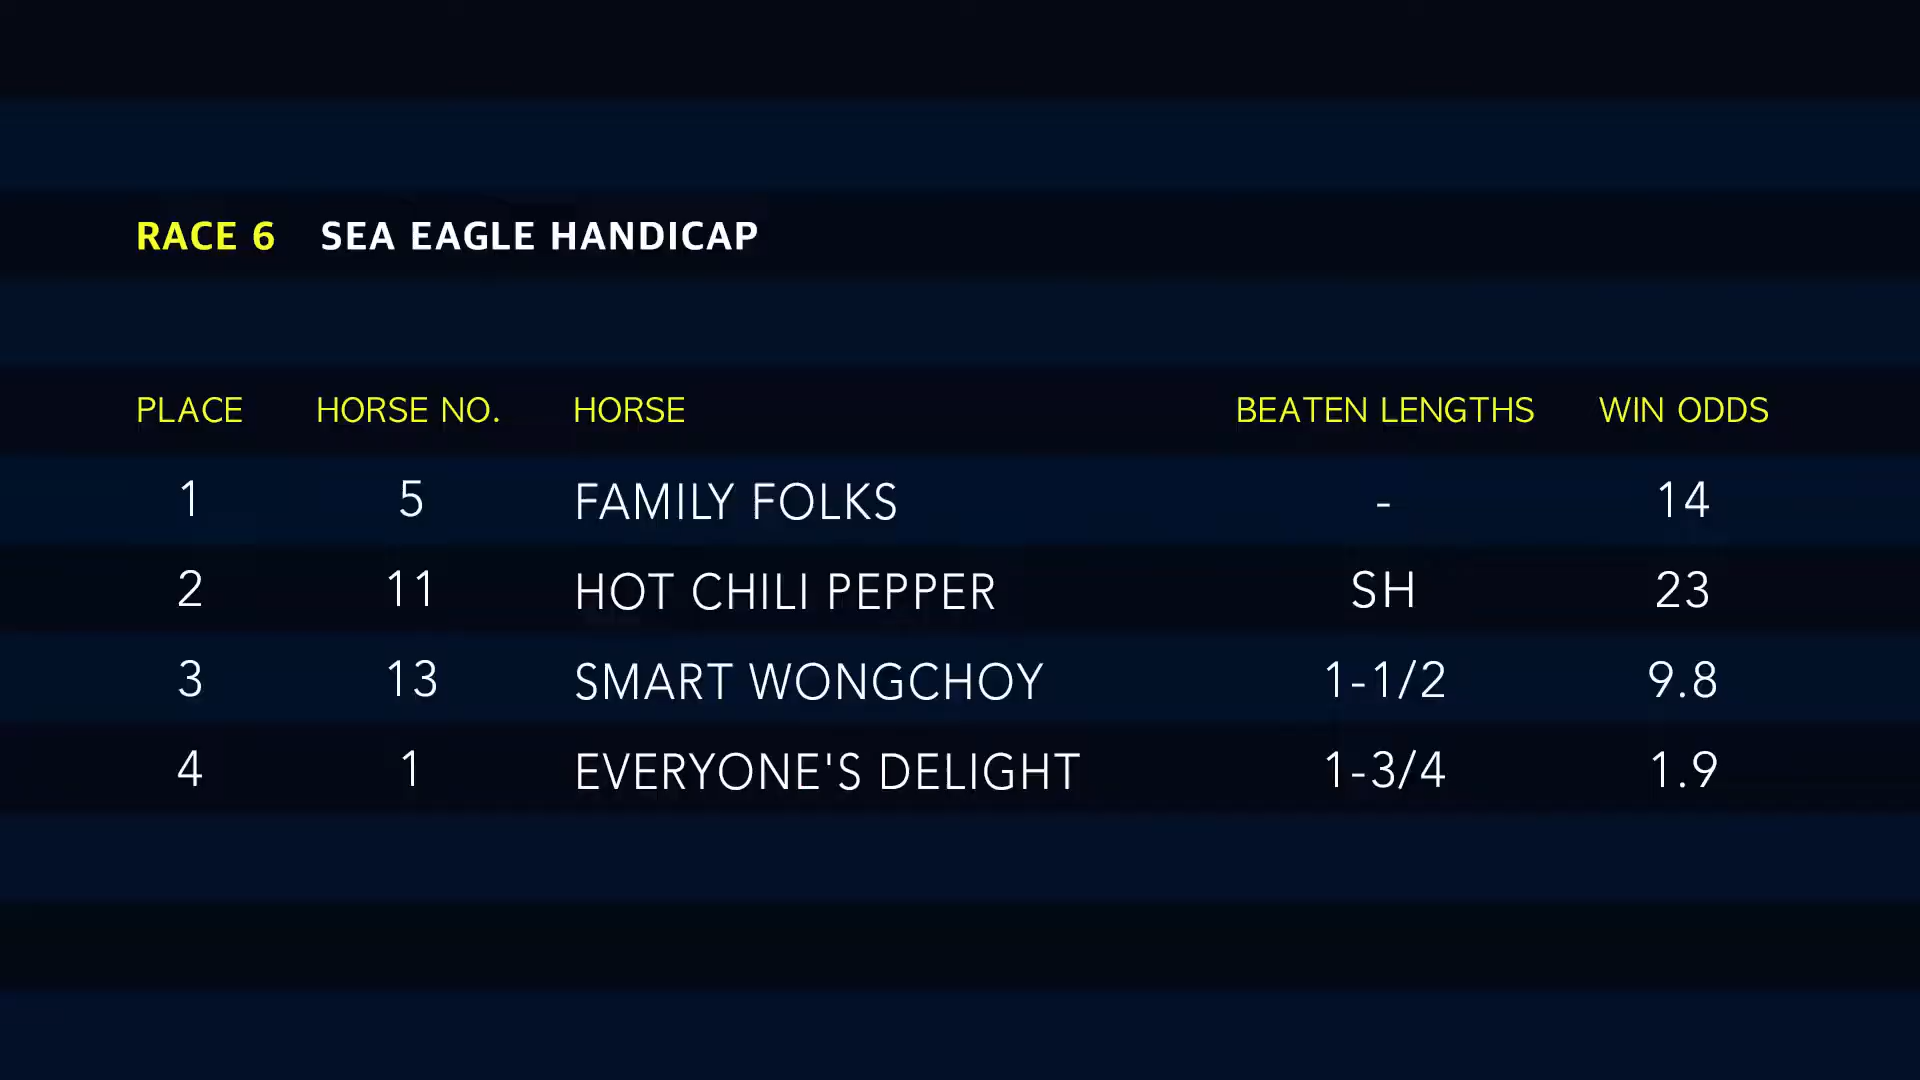 RACE 6 SEA EAGLE HANDICAP
PLACE HORSE NO. HORSE BEATEN LENGTHS WIN ODDS
1 5 FAMILY FOLKS - 14
2 11 HOT CHILI PEPPER SH 23
3 13 SMART WONGCHOY 1-1/2 9.8
4 1 EVERYONE'S DELIGHT 1-3/4 1.9